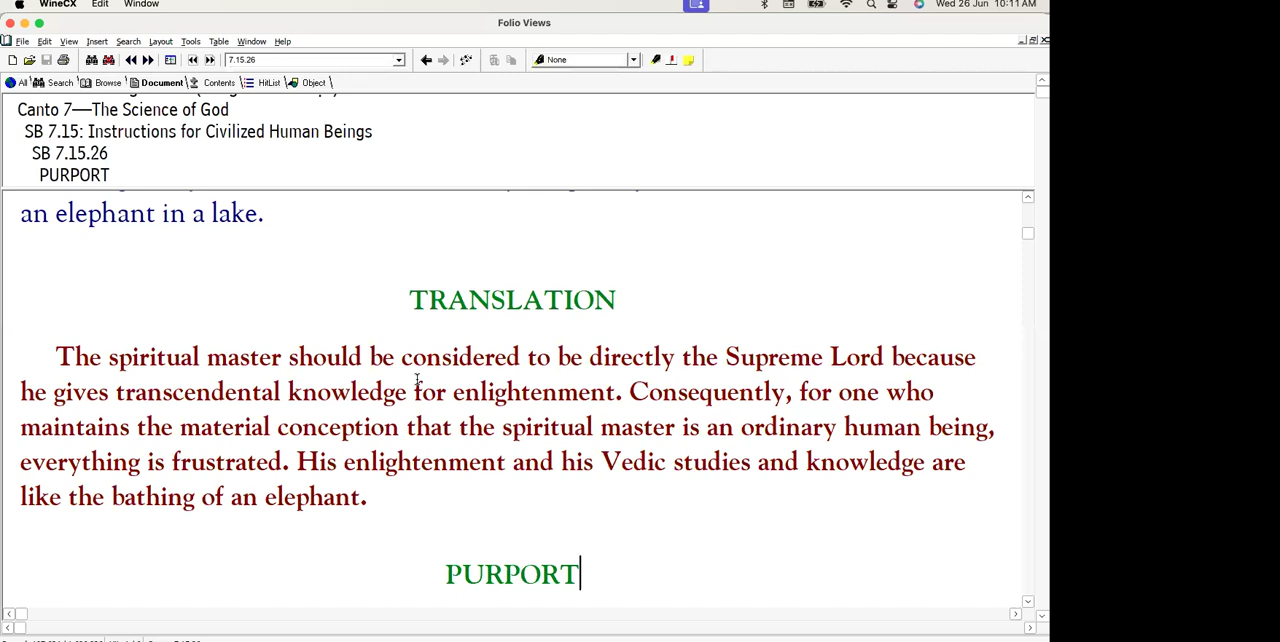 WineCX Edit Window Wed 26 Jun 10:11 AM
Folio Views
File Edit View Insert Search Layout Tools Table Window Help
7.15.26 None
All Search Browse Document Contents HitList Object
Canto 7—The Science of God
SB 7.15: Instructions for Civilized Human Beings
SB 7.15.26
PURPORT
an elephant in a lake.
TRANSLATION
The spiritual master should be considered to be directly the Supreme Lord because
he gives transcendental knowledge for enlightenment. Consequently, for one who
maintains the material conception that the spiritual master is an ordinary human being,
everything is frustrated. His enlightenment and his Vedic studies and knowledge are
like the bathing of an elephant.
PURPORT